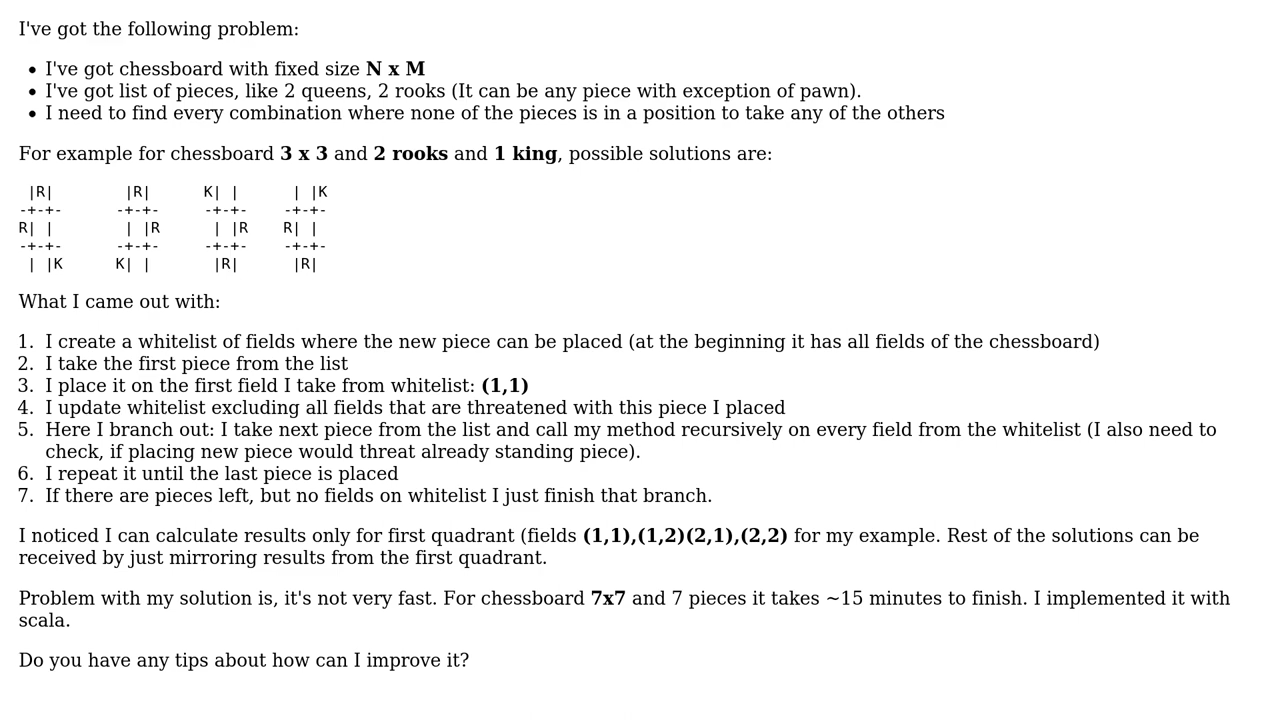 I've got the following problem:
• I've got chessboard with fixed size N x M
• I've got list of pieces, like 2 queens, 2 rooks (It can be any piece with exception of pawn).
• I need to find every combination where none of the pieces is in a position to take any of the others
For example for chessboard 3 x 3 and 2 rooks and 1 king, possible solutions are:
 |R|        |R|     K| |      | |K
-+-+-      -+-+-     -+-+-   -+-+-
R| |        | |R      | |R   R| |
-+-+-      -+-+-     -+-+-   -+-+-
 | |K      K| |       |R|     |R|
What I came out with:
1. I create a whitelist of fields where the new piece can be placed (at the beginning it has all fields of the chessboard)
2. I take the first piece from the list
3. I place it on the first field I take from whitelist: (1,1)
4. I update whitelist excluding all fields that are threatened with this piece I placed
5. Here I branch out: I take next piece from the list and call my method recursively on every field from the whitelist (I also need to
check, if placing new piece would threat already standing piece).
6. I repeat it until the last piece is placed
7. If there are pieces left, but no fields on whitelist I just finish that branch.
I noticed I can calculate results only for first quadrant (fields (1,1),(1,2)(2,1),(2,2) for my example. Rest of the solutions can be
received by just mirroring results from the first quadrant.
Problem with my solution is, it's not very fast. For chessboard 7x7 and 7 pieces it takes ~15 minutes to finish. I implemented it with
scala.
Do you have any tips about how can I improve it?